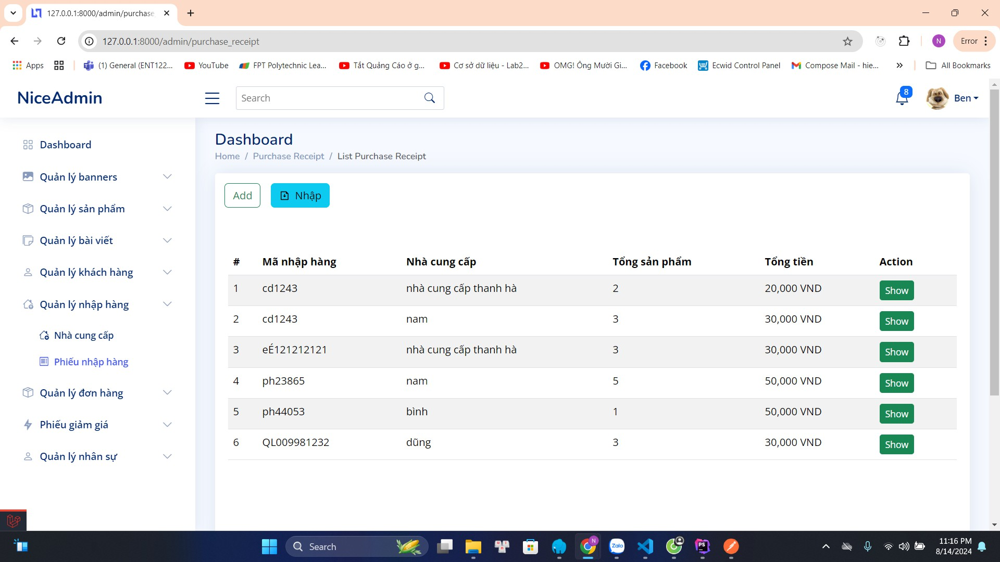 127.0.0.1:8000/admin/purchase_
127.0.0.1:8000/admin/purchase_receipt
N
Error
Apps
(1) General (ENT122...
YouTube
FPT Polytechnic Lea...
Tắt Quảng Cáo ở g...
Cơ sở dữ liệu - Lab2...
OMG! Ông Mười Gi...
Facebook
Ecwid Control Panel
Compose Mail - hie...
All Bookmarks
NiceAdmin
Search
8
Ben
Dashboard
Quản lý banners
Quản lý sản phẩm
Quản lý bài viết
Quản lý khách hàng
Quản lý nhập hàng
Nhà cung cấp
Phiếu nhập hàng
Quản lý đơn hàng
Phiếu giảm giá
Quản lý nhân sự
Dashboard
Home / Purchase Receipt / List Purchase Receipt
Add
Nhập
# Mã nhập hàng Nhà cung cấp Tổng sản phẩm Tổng tiền Action
1 cd1243 nhà cung cấp thanh hà 2 20,000 VND Show
2 cd1243 nam 3 30,000 VND Show
3 eÉ121212121 nhà cung cấp thanh hà 3 30,000 VND Show
4 ph23865 nam 5 50,000 VND Show
5 ph44053 bình 1 50,000 VND Show
6 QL009981232 dũng 3 30,000 VND Show
Search
N
Zalo
PS
11:16 PM
8/14/2024